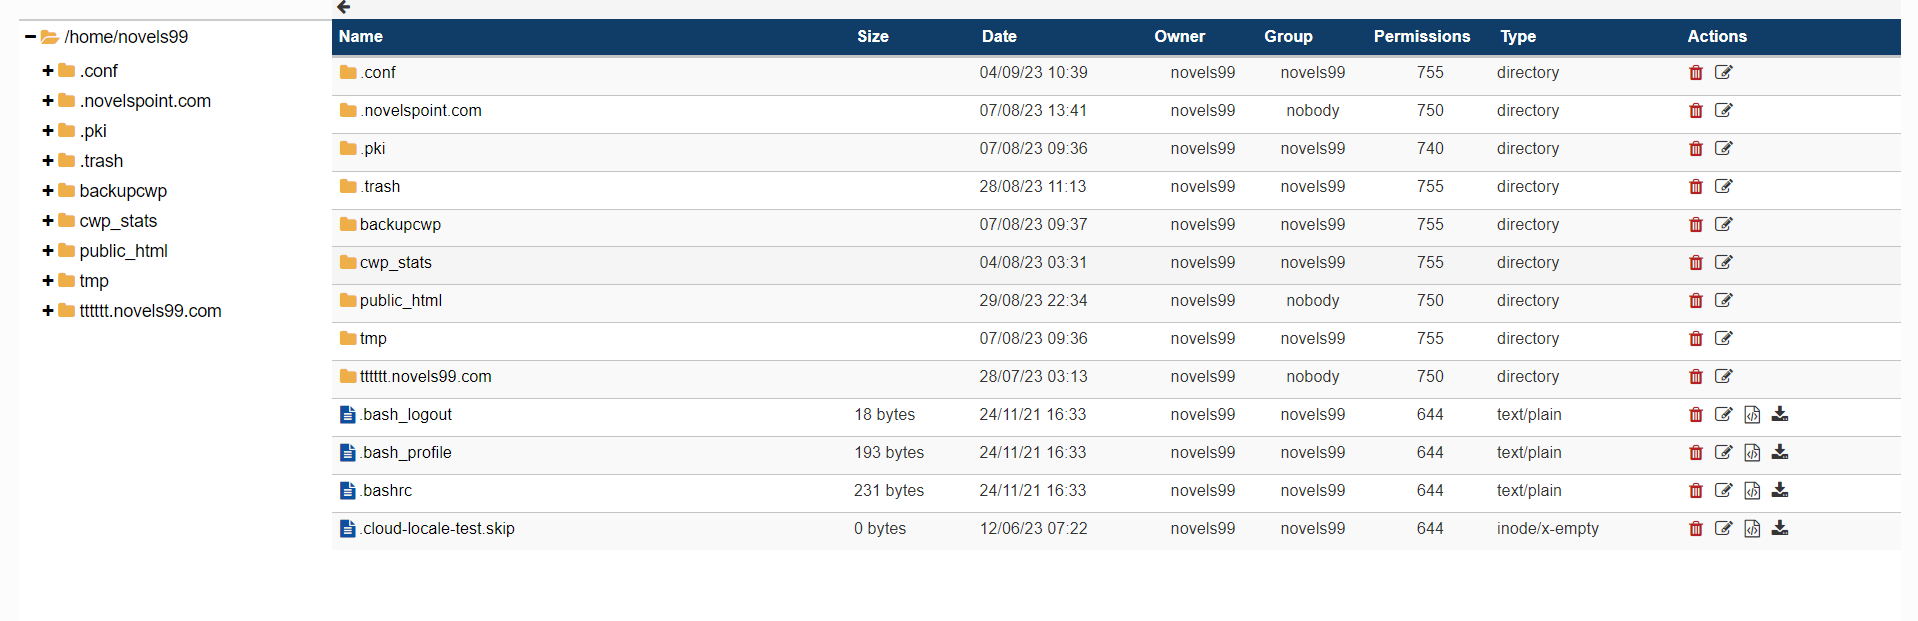 /home/novels99
.conf
.novelspoint.com
.pki
.trash
backupcwp
cwp_stats
public_html
tmp
tttttt.novels99.com
Name Size Date Owner Group Permissions Type Actions
.conf 04/09/23 10:39 novels99 novels99 755 directory
.novelspoint.com 07/08/23 13:41 novels99 nobody 750 directory
.pki 07/08/23 09:36 novels99 novels99 740 directory
.trash 28/08/23 11:13 novels99 novels99 755 directory
backupcwp 07/08/23 09:37 novels99 novels99 755 directory
cwp_stats 04/08/23 03:31 novels99 novels99 755 directory
public_html 29/08/23 22:34 novels99 nobody 750 directory
tmp 07/08/23 09:36 novels99 novels99 755 directory
tttttt.novels99.com 28/07/23 03:13 novels99 nobody 750 directory
.bash_logout 18 bytes 24/11/21 16:33 novels99 novels99 644 text/plain
.bash_profile 193 bytes 24/11/21 16:33 novels99 novels99 644 text/plain
.bashrc 231 bytes 24/11/21 16:33 novels99 novels99 644 text/plain
.cloud-locale-test.skip 0 bytes 12/06/23 07:22 novels99 novels99 644 inode/x-empty